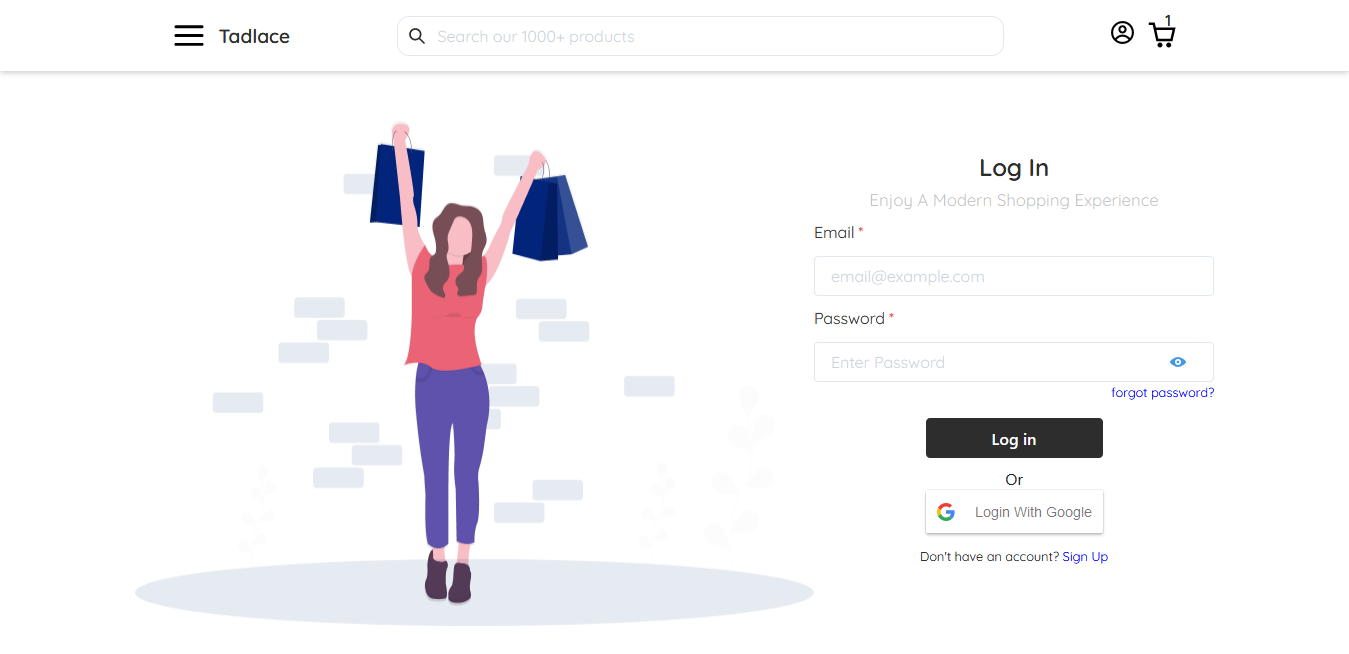 Tadlace
Search our 1000+ products
1
Log In
Enjoy A Modern Shopping Experience
Email *
email@example.com
Password *
Enter Password
forgot password?
Log in
Or
Login With Google
Don't have an account? Sign Up